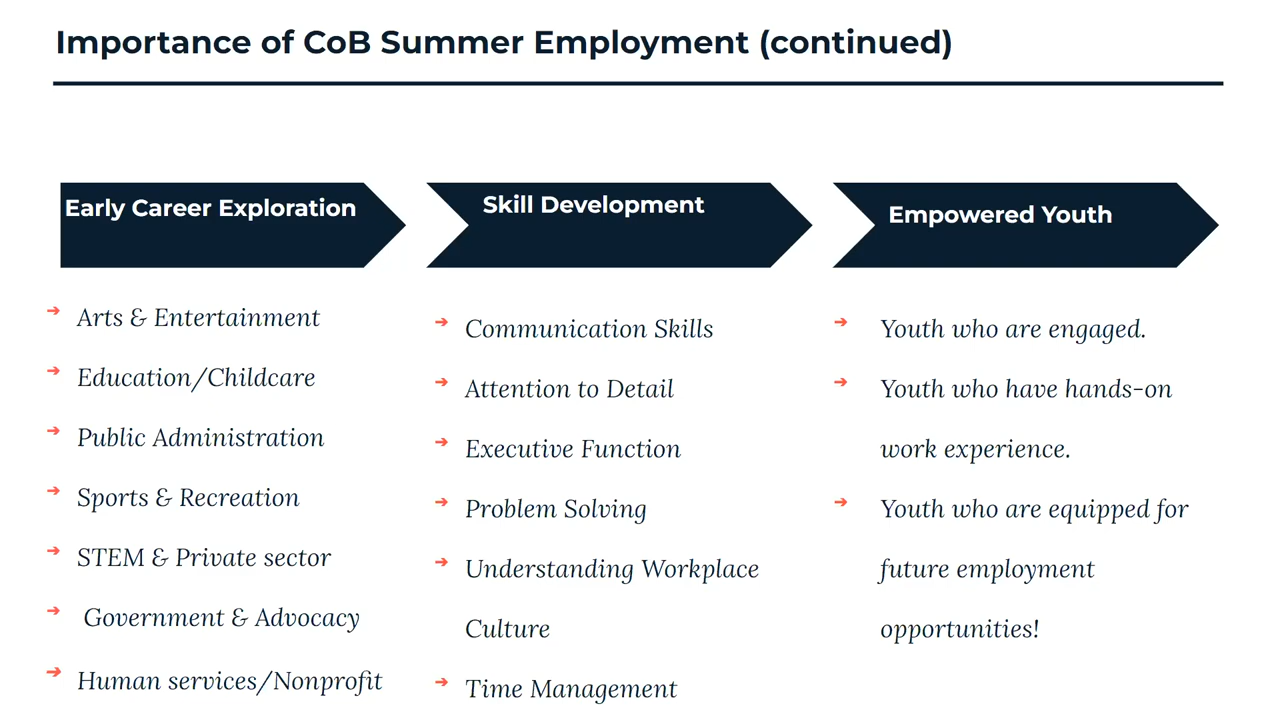 Importance of CoB Summer Employment (continued)
Early Career Exploration
➔ Arts & Entertainment
➔ Education/Childcare
➔ Public Administration
➔ Sports & Recreation
➔ STEM & Private sector
➔ Government & Advocacy
➔ Human services/Nonprofit
Skill Development
➔ Communication Skills
➔ Attention to Detail
➔ Executive Function
➔ Problem Solving
➔ Understanding Workplace
Culture
➔ Time Management
Empowered Youth
➔ Youth who are engaged.
➔ Youth who have hands-on
work experience.
➔ Youth who are equipped for
future employment
opportunities!